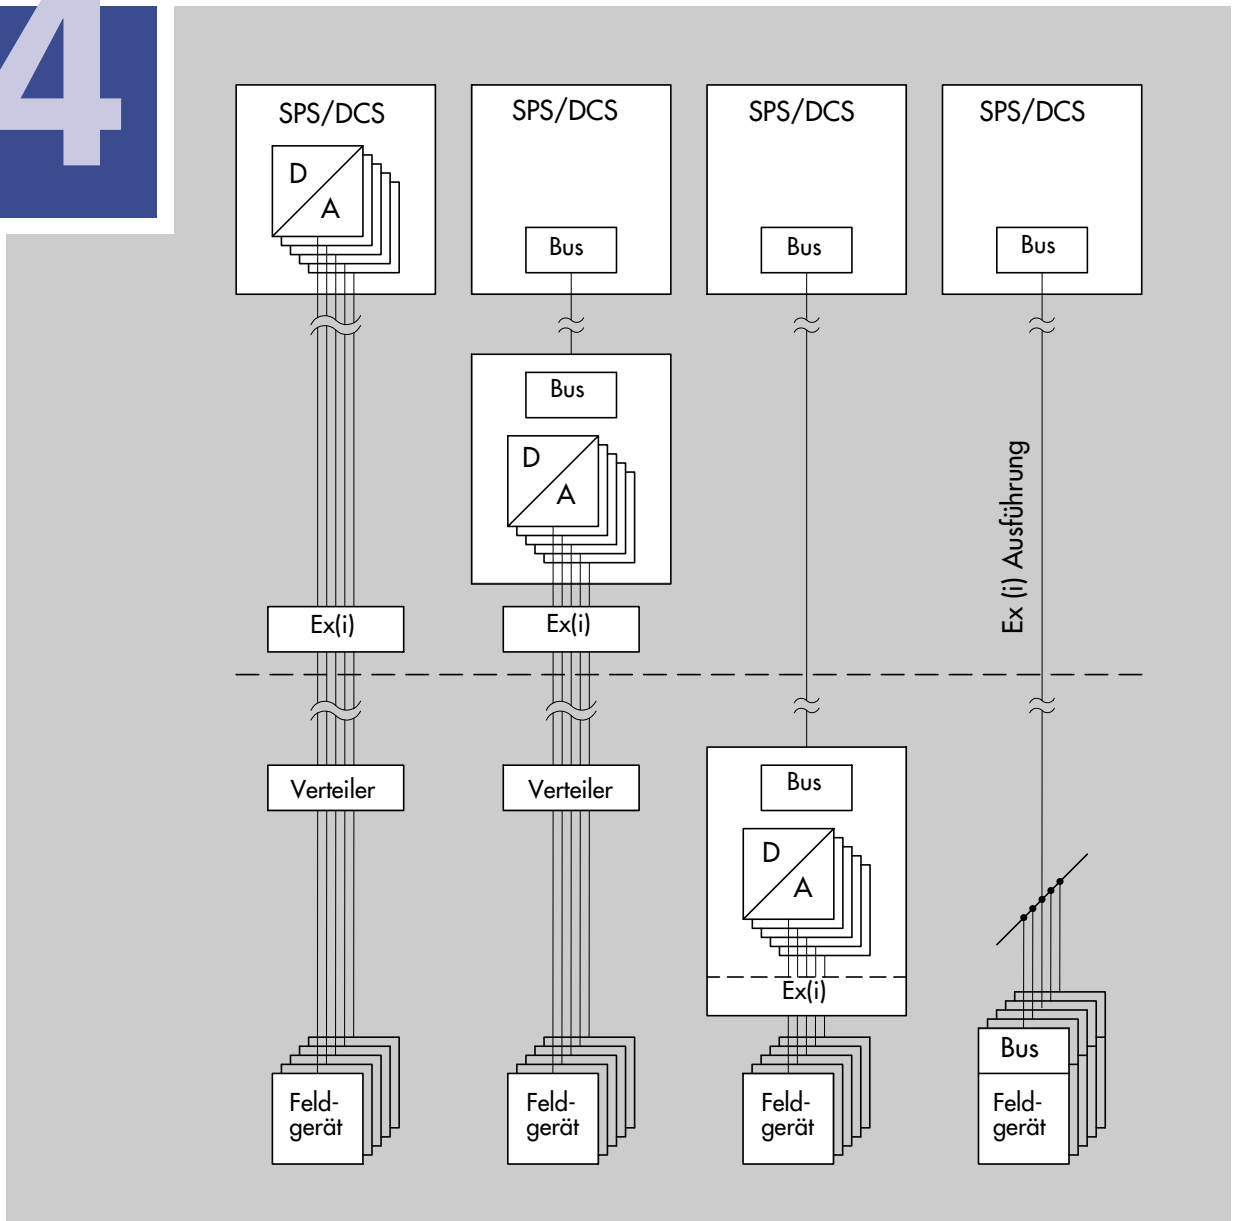 4
SPS/DCS
SPS/DCS
SPS/DCS
SPS/DCS
D
A
Bus
Bus
Bus
Bus
D
A
Ex (i) Ausführung
Ex(i)
Ex(i)
Verteiler
Verteiler
Bus
D
A
Ex(i)
Bus
Feld-
gerät
Feld-
gerät
Feld-
gerät
Feld-
gerät